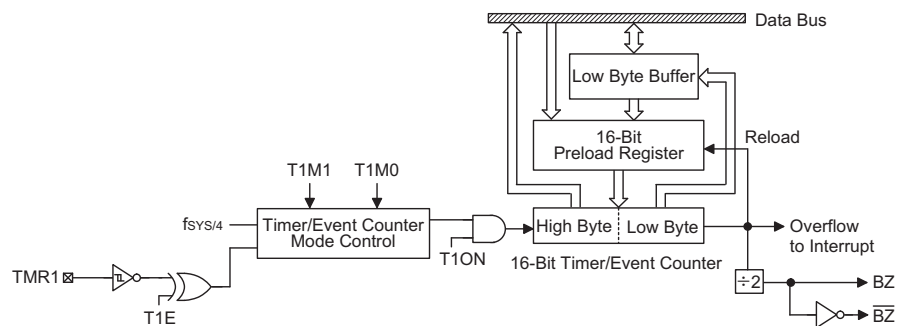 Data Bus
Low Byte Buffer
16-Bit
Preload Register
Reload
T1M1
T1M0
fSYS/4
Timer/Event Counter
Mode Control
High Byte
Low Byte
Overflow
to Interrupt
T1ON
16-Bit Timer/Event Counter
TMR1
T1E
÷2
BZ
B̅Z̅